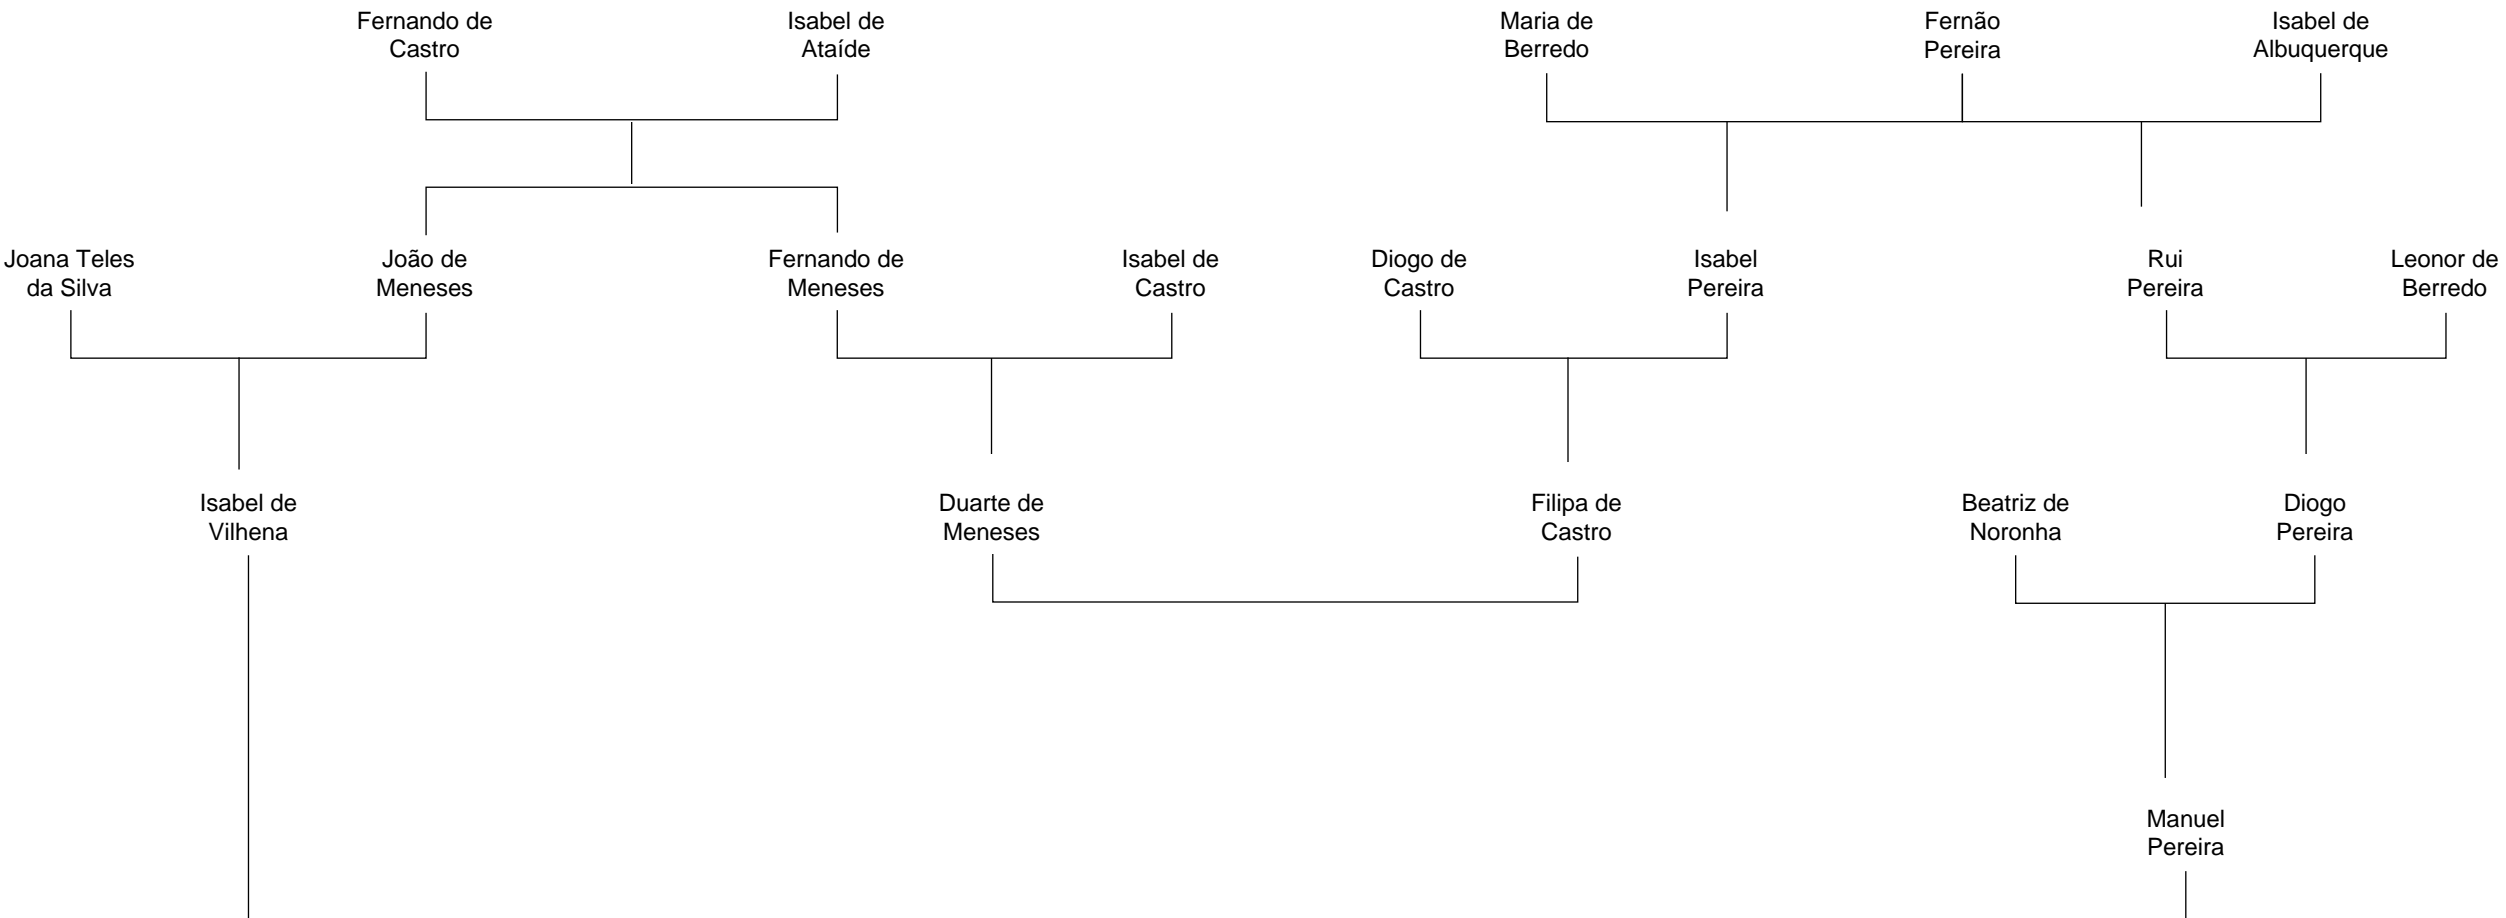 Fernando de
Castro
Isabel de
Ataíde
Maria de
Berredo
Fernão
Pereira
Isabel de
Albuquerque
Joana Teles
da Silva
João de
Meneses
Fernando de
Meneses
Isabel de
Castro
Diogo de
Castro
Isabel
Pereira
Rui
Pereira
Leonor de
Berredo
Isabel de
Vilhena
Duarte de
Meneses
Filipa de
Castro
Beatriz de
Noronha
Diogo
Pereira
Manuel
Pereira